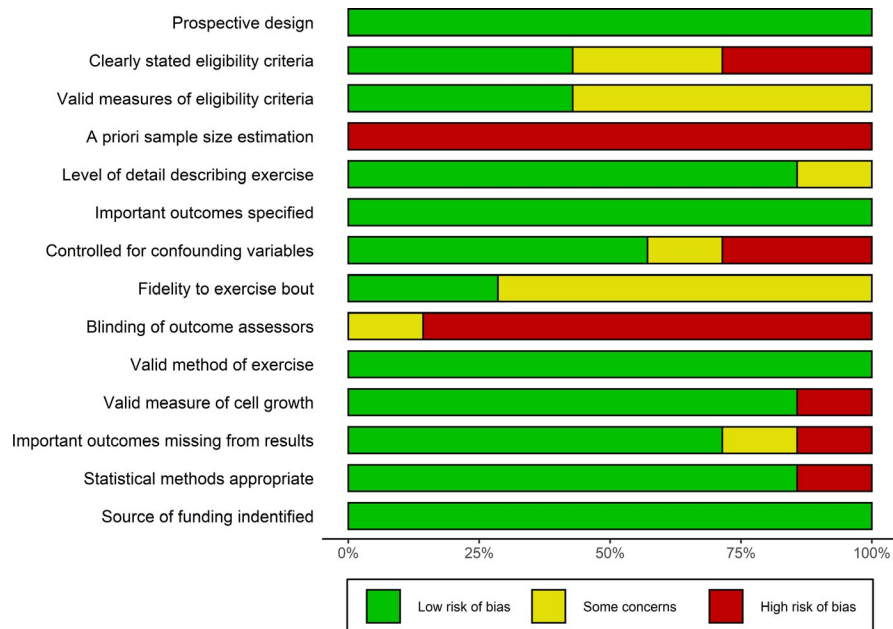 Prospective design
Clearly stated eligibility criteria
Valid measures of eligibility criteria
A priori sample size estimation
Level of detail describing exercise
Important outcomes specified
Controlled for confounding variables
Fidelity to exercise bout
Blinding of outcome assessors
Valid method of exercise
Valid measure of cell growth
Important outcomes missing from results
Statistical methods appropriate
Source of funding indentified
0% 25% 50% 75% 100%
Low risk of bias Some concerns High risk of bias